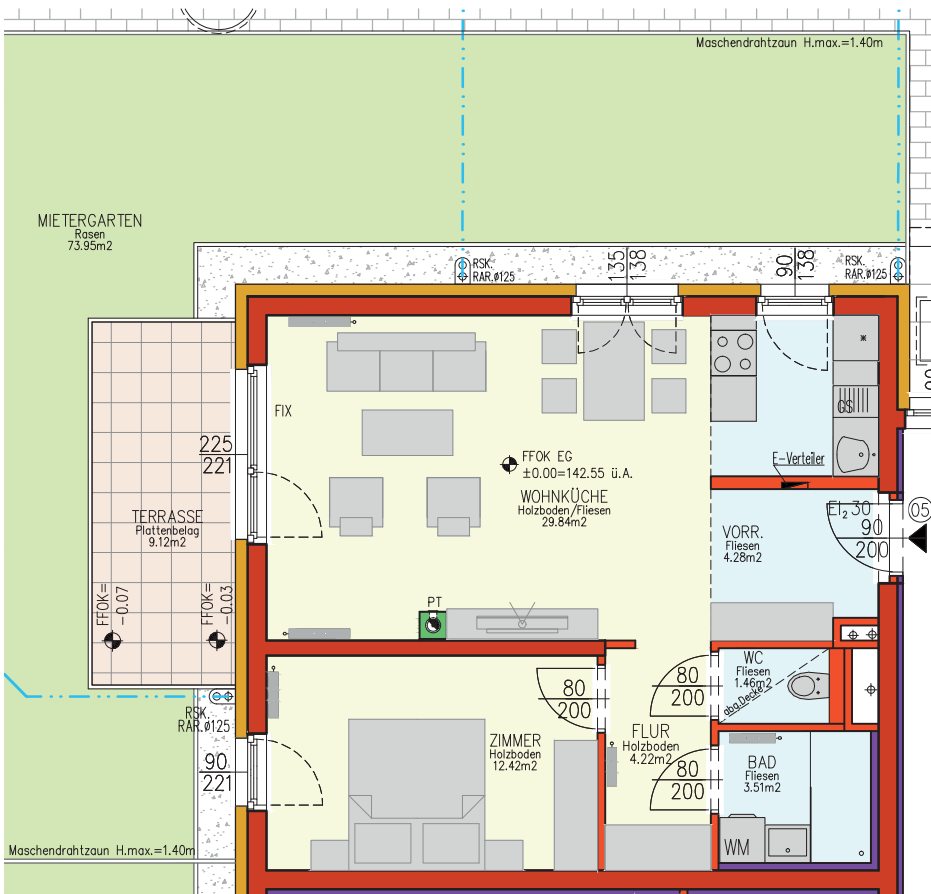 Maschendrahtzaun H.max.=1.40m
MIETERGARTEN
Rasen
73.95m2
RSK.
RAR.ø125
135
138
90
138
RSK.
RAR.ø125
FIX
GS
225
221
FFOK EG
±0.00=142.55 ü.A.
WOHNKÜCHE
Holzboden/Fliesen
29.84m2
E-Verteiler
TERRASSE
Plattenbelag
9.12m2
EI2 30
90
200
05
VORR.
Fliesen
4.28m2
FFOK=
-0.07
FFOK=
-0.03
PT
WC
Fliesen
1.46m2
abg.Decke
80
200
80
200
RSK.
RAR.ø125
ZIMMER
Holzboden
12.42m2
FLUR
Holzboden
4.22m2
90
221
80
200
BAD
Fliesen
3.51m2
WM
Maschendrahtzaun H.max.=1.40m